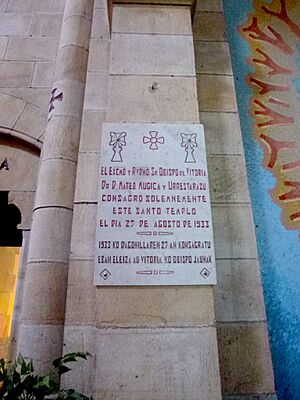 EL EXCMO Y RVDMO SR OBISPO DE VITORIA
DR D. MATEO MUGICA Y URRESTARAZU
CONSAGRO SOLEMNEMENTE
ESTE SANTO TEMPLO
EL DIA 27 DE AGOSTO DE 1933
1933 KO DAGONILLAREN 27 AN KONSAGRATU
EBAN ELEIZA AU VITORIA'KO OBISPO JAUNAK
A